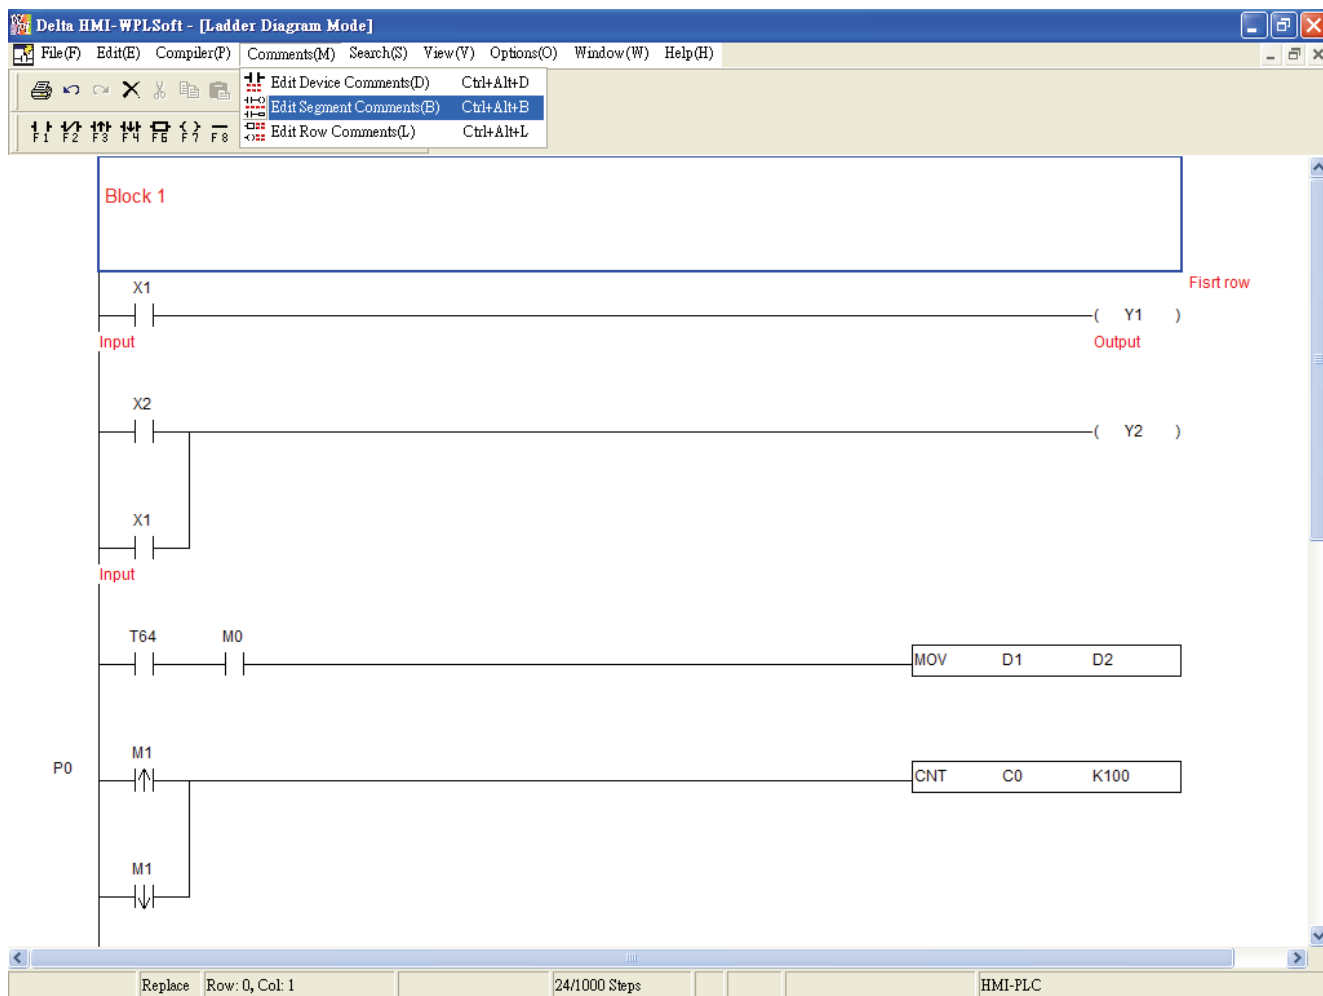 Delta HMI-WPLSoft - [Ladder Diagram Mode]
File(F) Edit(E) Compiler(P) Comments(M) Search(S) View(V) Options(O) Window(W) Help(H)
Edit Device Comments(D) Ctrl+Alt+D
Edit Segment Comments(B) Ctrl+Alt+B
Edit Row Comments(L) Ctrl+Alt+L
F1 F2 F3 F4 F6 F7 F8
Block 1
Fisrt row
X1
( Y1 )
Input Output
X2
( Y2 )
X1
Input
T64 M0
MOV D1 D2
M1
P0
CNT C0 K100
M1
Replace Row: 0, Col: 1 24/1000 Steps HMI-PLC